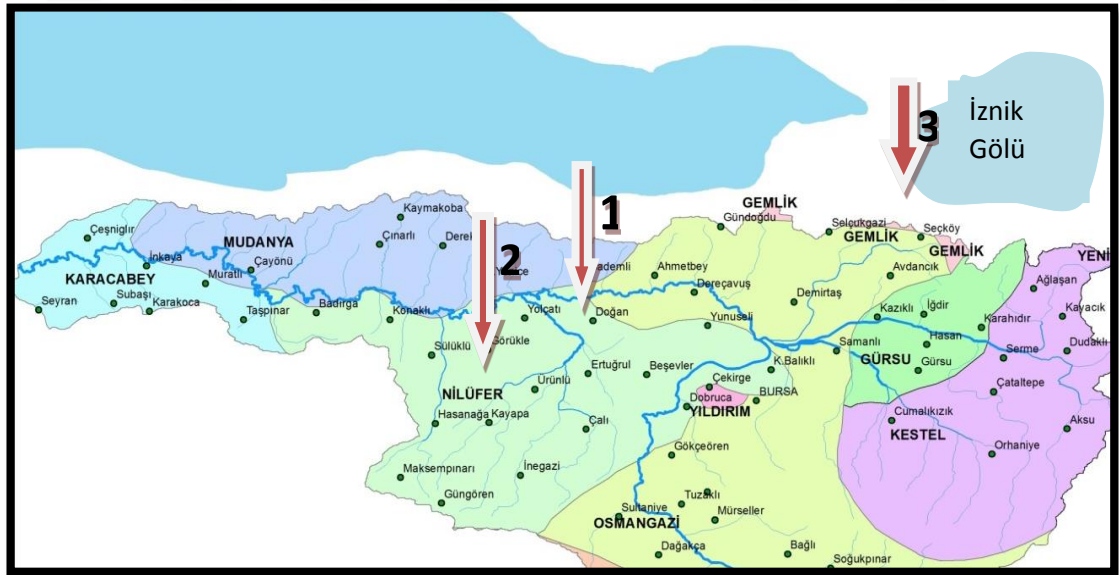 İznik
Gölü
3
1
2
GEMLİK
Gündoğdu
Selçukgazi
GEMLİK
Seçköy
GEMLİK
YENİ
Kaymakoba
Çeşniglır
MUDANYA
Çınarlı
Derek
İnkaya
Çayönü
KARACABEY
Muratlı
Seyran
Subaşı
Karakoca
Taşpınar
Badırga
Konaklı
ademli
Ahmetbey
Dereçavuş
Demirtaş
Avdancık
Ağlaşan
Kayacık
Kazıklı
İğdir
Karahıdır
Yolçatı
Doğan
Yunuseli
Hasan
Samanlı
GÜRSU
Gürsu
Serme
Dudaklı
Sülüklü
Görükle
Ertuğrul
Beşevler
K.Balıklı
Çekirge
Ürünlü
NİLÜFER
Dobruca
BURSA
YILDIRIM
Çataltepe
Hasanağa
Kayapa
Çalı
Cumalıkızık
KESTEL
Aksu
Gökçeören
Orhaniye
Maksempınarı
İnegazi
Güngören
Tuzaklı
Sultaniye
Mürseller
OSMANGAZİ
Dağakça
Bağlı
Soğukpınar